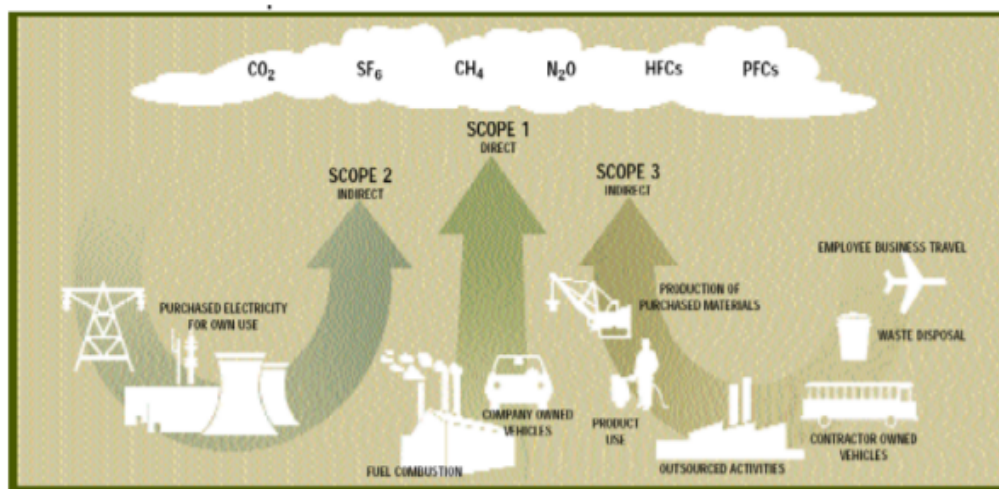 CO₂ SF₆ CH₄ N₂O HFCs PFCs
SCOPE 1
DIRECT
SCOPE 2
INDIRECT
SCOPE 3
INDIRECT
EMPLOYEE BUSINESS TRAVEL
PURCHASED ELECTRICITY
FOR OWN USE
PRODUCTION OF
PURCHASED MATERIALS
WASTE DISPOSAL
COMPANY OWNED
VEHICLES
PRODUCT
USE
CONTRACTOR OWNED
VEHICLES
FUEL COMBUSTION
OUTSOURCED ACTIVITIES